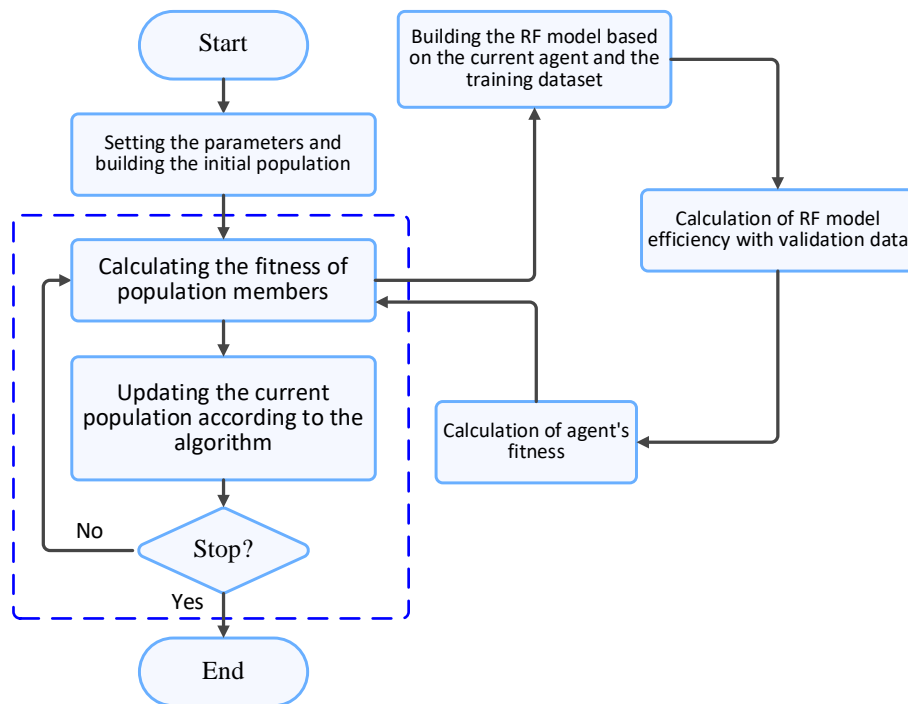 Start
Setting the parameters and
building the initial population
Calculating the fitness of
population members
Updating the current
population according to the
algorithm
No
Stop?
Yes
End
Building the RF model based
on the current agent and the
training dataset
Calculation of RF model
efficiency with validation data
Calculation of agent's
fitness